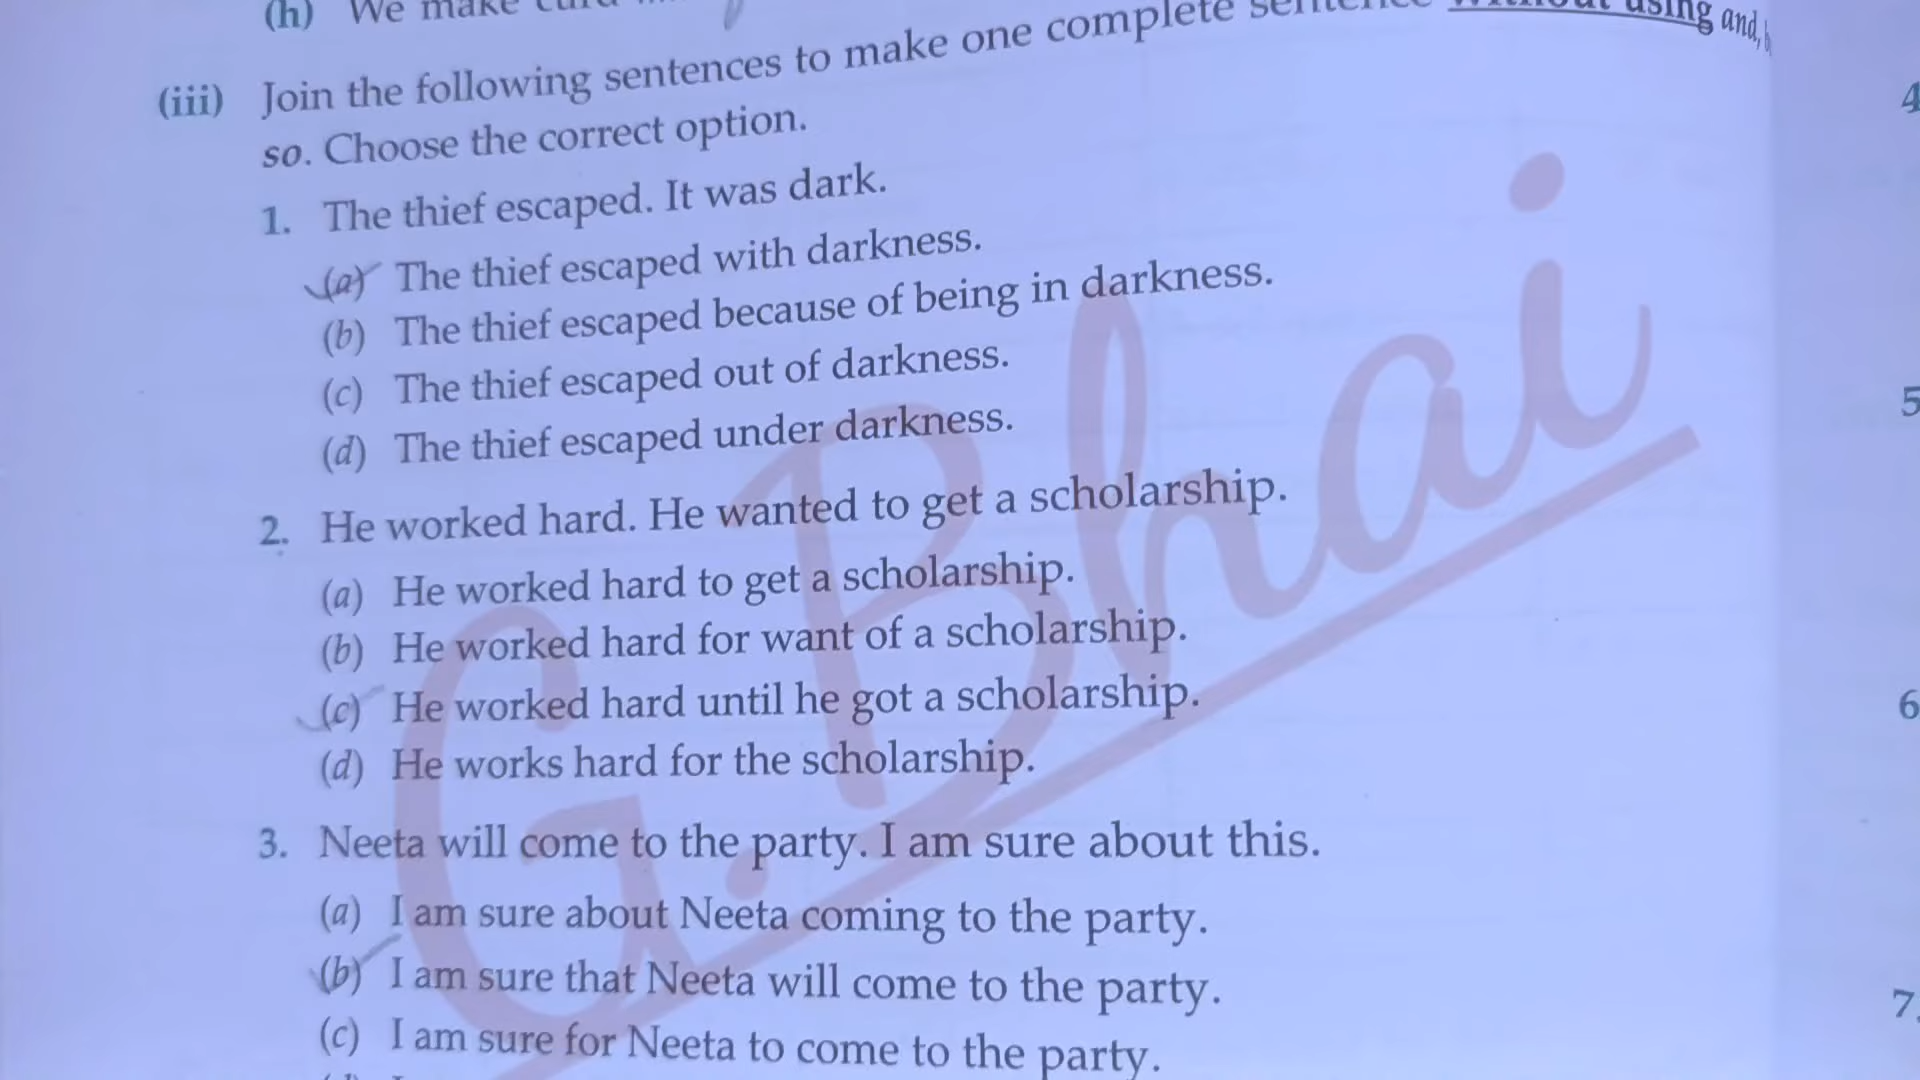 (h) We make
(iii) Join the following sentences to make one complete sentence without using and,
so. Choose the correct option.
1. The thief escaped. It was dark.
(a) The thief escaped with darkness.
(b) The thief escaped because of being in darkness.
(c) The thief escaped out of darkness.
(d) The thief escaped under darkness.
2. He worked hard. He wanted to get a scholarship.
(a) He worked hard to get a scholarship.
(b) He worked hard for want of a scholarship.
(c) He worked hard until he got a scholarship.
(d) He works hard for the scholarship.
3. Neeta will come to the party. I am sure about this.
(a) I am sure about Neeta coming to the party.
(b) I am sure that Neeta will come to the party.
(c) I am sure for Neeta to come to the party.
4
5
6
7.
G.Bhai